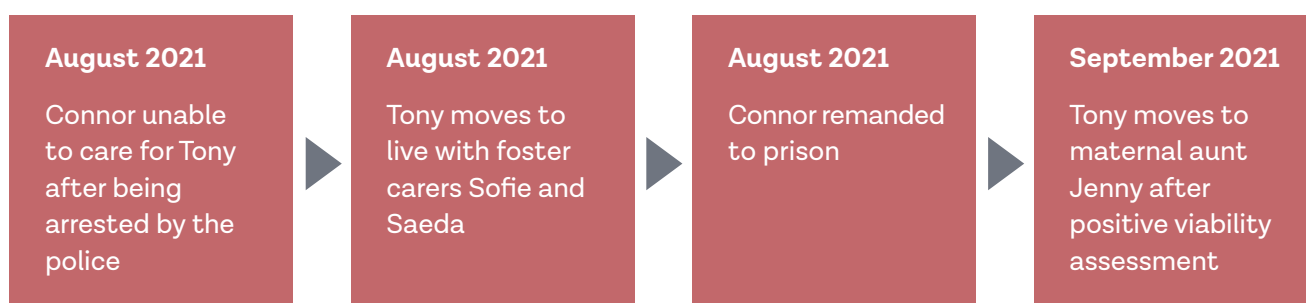 August 2021
Connor unable
to care for Tony
after being
arrested by the
police
August 2021
Tony moves to
live with foster
carers Sofie and
Saeda
August 2021
Connor remanded
to prison
September 2021
Tony moves to
maternal aunt
Jenny after
positive viability
assessment